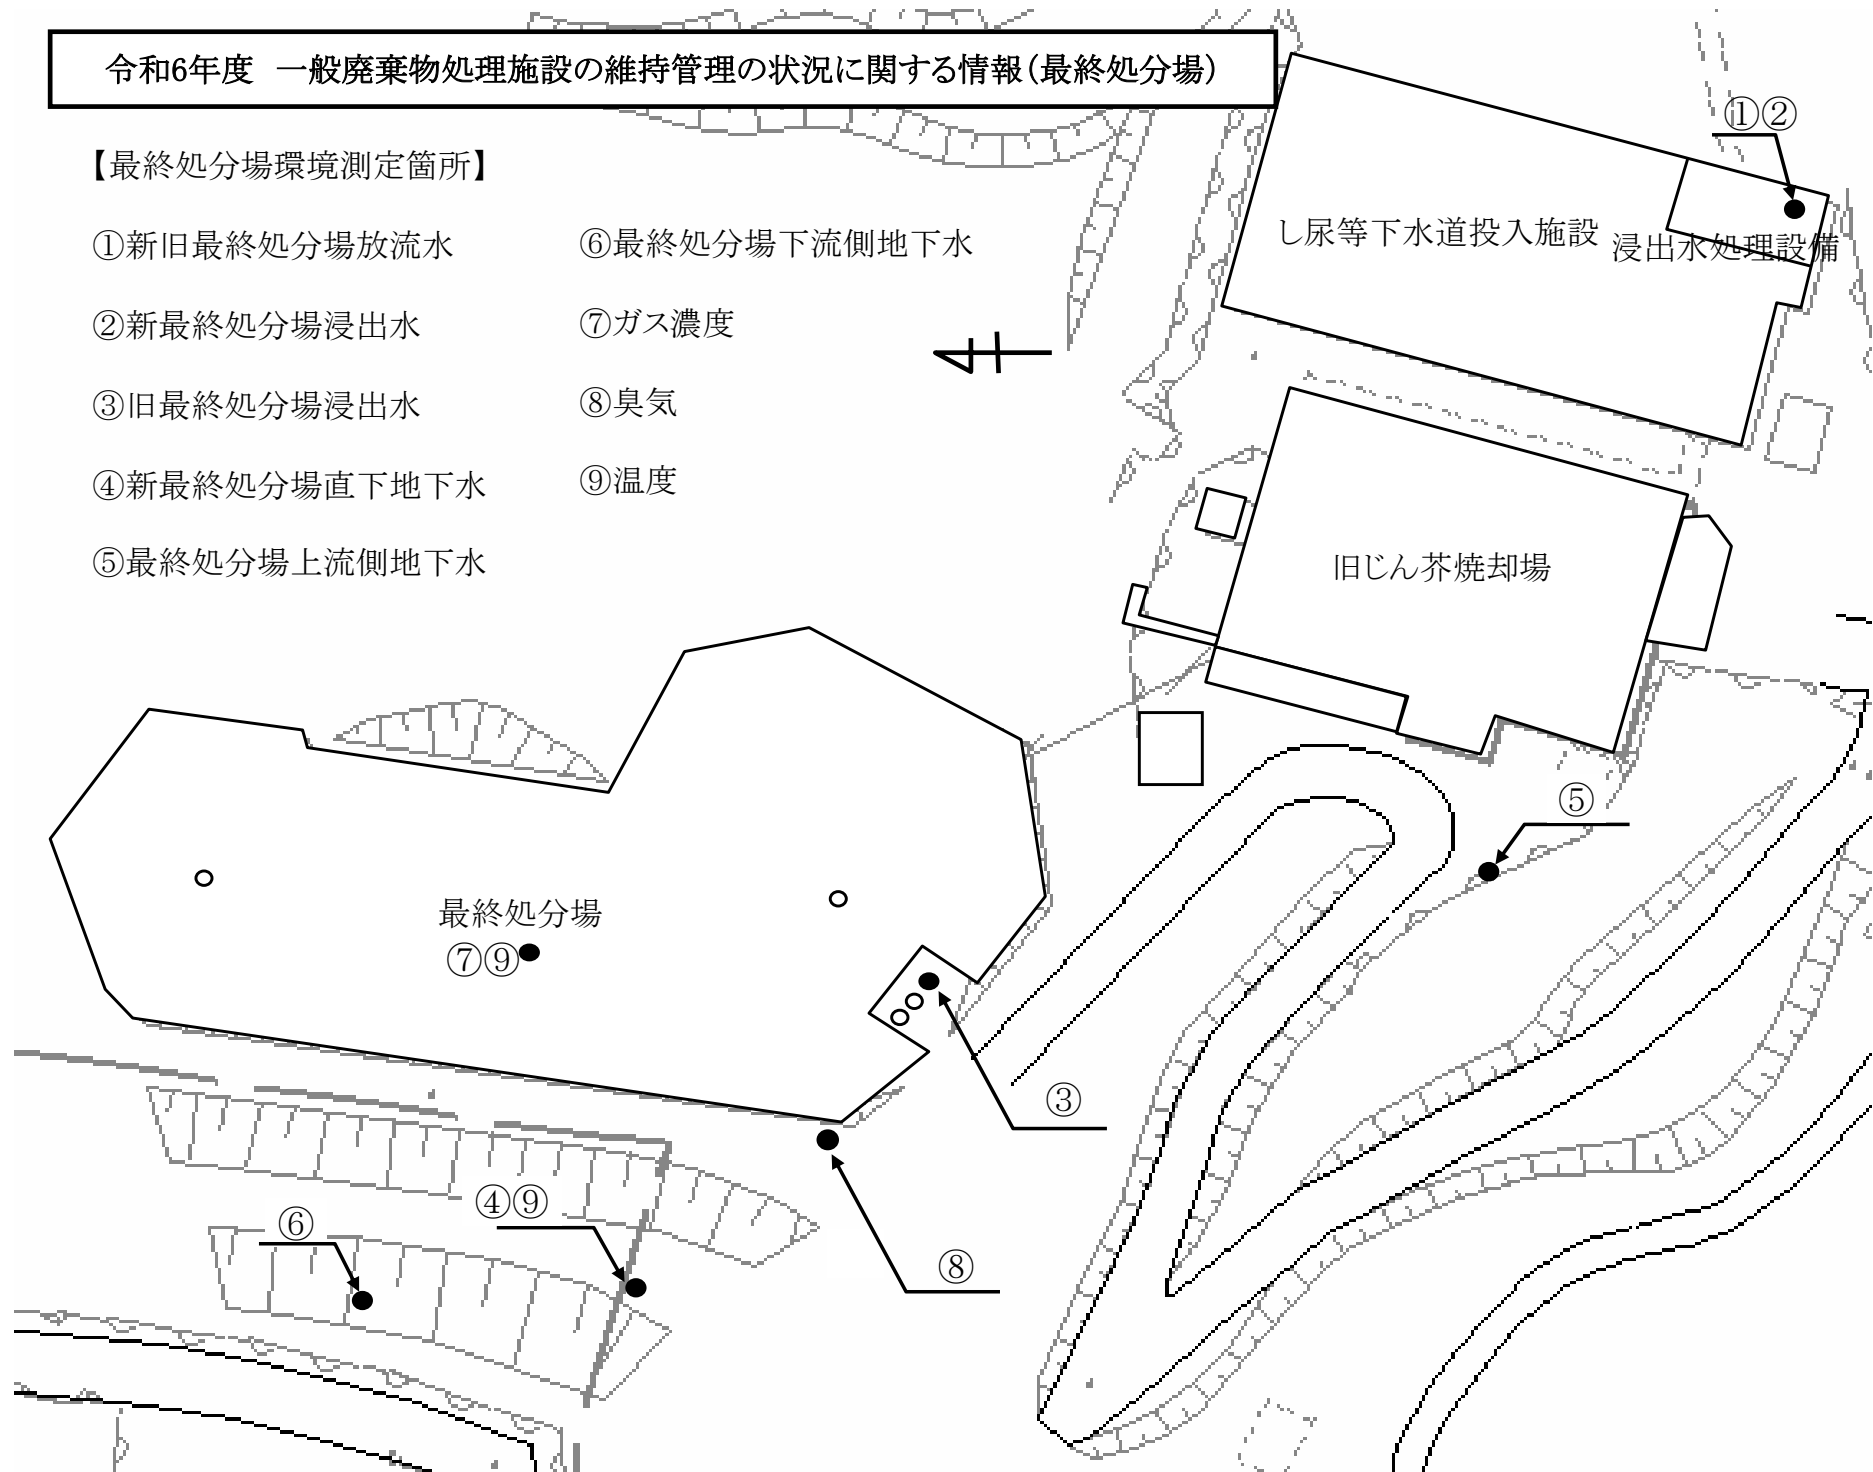 令和6年度　一般廃棄物処理施設の維持管理の状況に関する情報（最終処分場）
【最終処分場環境測定箇所】
①新旧最終処分場放流水
②新最終処分場浸出水
③旧最終処分場浸出水
④新最終処分場直下地下水
⑤最終処分場上流側地下水
⑥最終処分場下流側地下水
⑦ガス濃度
⑧臭気
⑨温度
①②
し尿等下水道投入施設
浸出水処理設備
旧じん芥焼却場
⑤
最終処分場
⑦⑨
③
④⑨
⑥
⑧